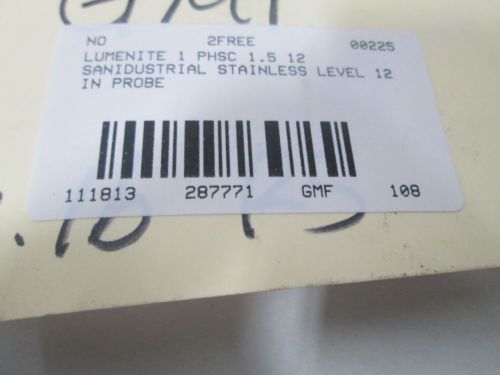 GMF
NO 2FREE 00225
LUMENITE 1 PHSC 1.5 12
SANIDUSTRIAL STAINLESS LEVEL 12
IN PROBE
111813 287771 GMF 108